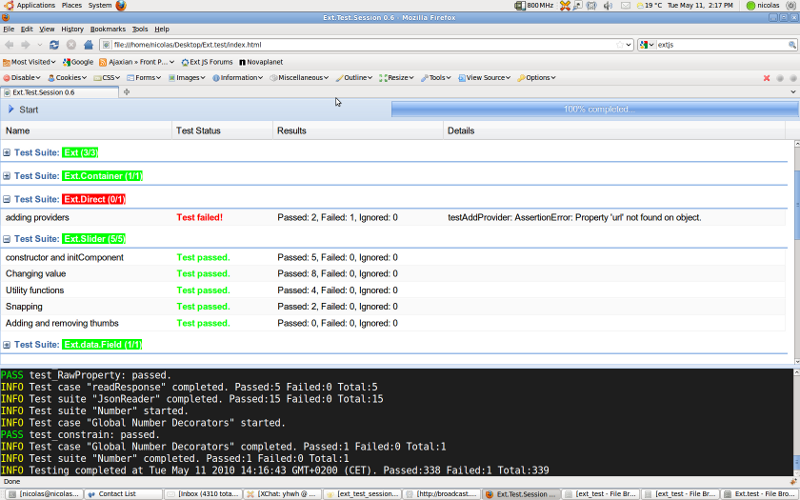 Applications Places System 800 MHz 19 °C Tue May 11, 2:17 PM nicolas
Ext.Test.Session 0.6 - Mozilla Firefox
File Edit View History Bookmarks Tools Help
file:///home/nicolas/Desktop/Ext.test/index.html extjs
Most Visited Google Ajaxian » Front P... Ext JS Forums Novaplanet
Disable Cookies CSS Forms Images Information Miscellaneous Outline Resize Tools View Source Options
Ext.Test.Session 0.6
Start 100% completed...
Name Test Status Results Details
Test Suite: Ext (3/3)
Test Suite: Ext.Container (1/1)
Test Suite: Ext.Direct (0/1)
adding providers Test failed! Passed: 2, Failed: 1, Ignored: 0 testAddProvider: AssertionError: Property 'url' not found on object.
Test Suite: Ext.Slider (5/5)
constructor and initComponent Test passed. Passed: 5, Failed: 0, Ignored: 0
Changing value Test passed. Passed: 8, Failed: 0, Ignored: 0
Utility functions Test passed. Passed: 4, Failed: 0, Ignored: 0
Snapping Test passed. Passed: 2, Failed: 0, Ignored: 0
Adding and removing thumbs Test passed. Passed: 0, Failed: 0, Ignored: 0
Test Suite: Ext.data.Field (1/1)
PASS test_RawProperty: passed.
INFO Test case "readResponse" completed. Passed:5 Failed:0 Total:5
INFO Test suite "JsonReader" completed. Passed:15 Failed:0 Total:15
INFO Test suite "Number" started.
INFO Test case "Global Number Decorators" started.
PASS test_constrain: passed.
INFO Test case "Global Number Decorators" completed. Passed:1 Failed:0 Total:1
INFO Test suite "Number" completed. Passed:1 Failed:0 Total:1
INFO Testing completed at Tue May 11 2010 14:16:43 GMT+0200 (CET). Passed:338 Failed:1 Total:339
Done
[nicolas@nicolas... Contact List [Inbox (4310 tota... [XChat: yhwh @ ... [ext_test_session... [http://broadcast... Ext.Test.Session ... [ext_test - File Br... [ext_test - File Br... Ext.test - File Bro...